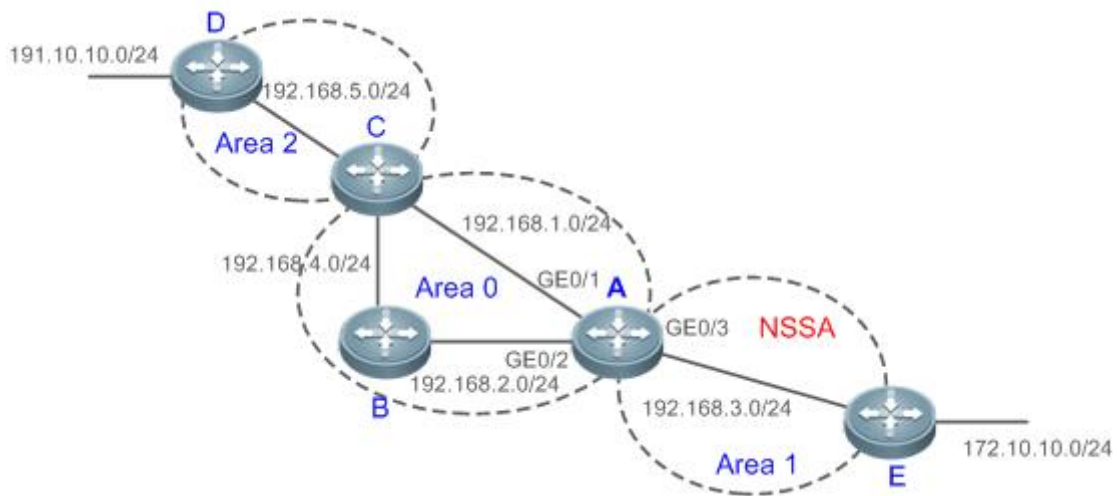 D
191.10.10.0/24
192.168.5.0/24
Area 2
C
192.168.1.0/24
192.168.4.0/24
GE0/1
Area 0
A
GE0/3
NSSA
GE0/2
192.168.2.0/24
B
192.168.3.0/24
172.10.10.0/24
Area 1
E